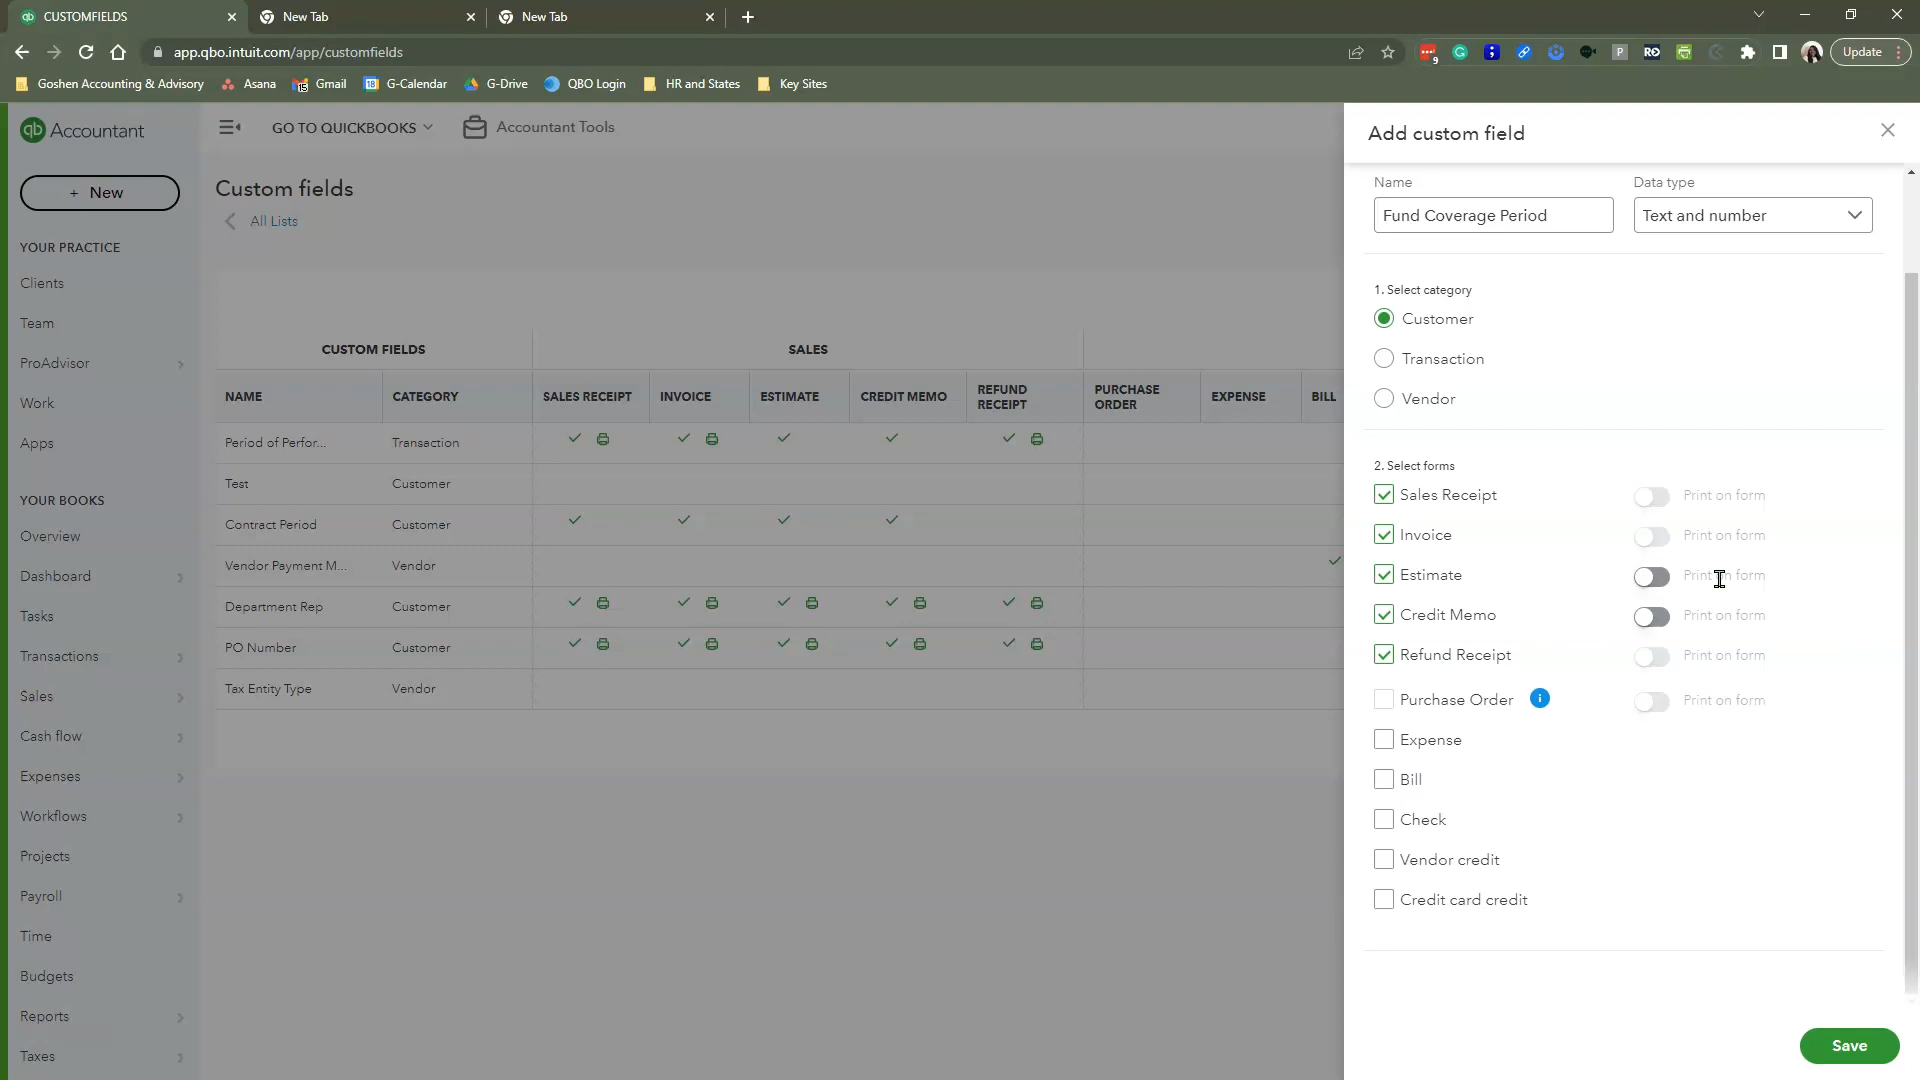 CUSTOMFIELDS
New Tab
New Tab
app.qbo.intuit.com/app/customfields
9
Update
Goshen Accounting & Advisory
Asana
15
Gmail
18
G-Calendar
G-Drive
QBO Login
HR and States
Key Sites
qb Accountant
GO TO QUICKBOOKS
Accountant Tools
+ New
YOUR PRACTICE
Clients
Team
ProAdvisor
Work
Apps
YOUR BOOKS
Overview
Dashboard
Tasks
Transactions
Sales
Cash flow
Expenses
Workflows
Projects
Payroll
Time
Budgets
Reports
Taxes
Custom fields
All Lists
CUSTOM FIELDS SALES
NAME CATEGORY SALES RECEIPT INVOICE ESTIMATE CREDIT MEMO REFUND RECEIPT PURCHASE ORDER EXPENSE BILL
Period of Perfor... Transaction
Test Customer
Contract Period Customer
Vendor Payment M... Vendor
Department Rep Customer
PO Number Customer
Tax Entity Type Vendor
Add custom field
Name Data type
Fund Coverage Period Text and number
1. Select category
Customer
Transaction
Vendor
2. Select forms
Sales Receipt Print on form
Invoice Print on form
Estimate Print on form
Credit Memo Print on form
Refund Receipt Print on form
Purchase Order i Print on form
Expense
Bill
Check
Vendor credit
Credit card credit
Save